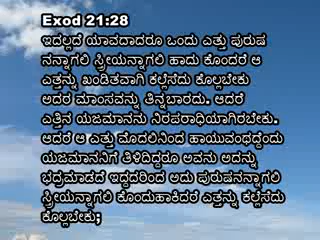 Exod 21:28
ಇದಲ್ಲದೆ ಯಾವದಾದರೂ ಒಂದು ಎತ್ತು ಪುರುಷ
ನನ್ನಾಗಲಿ ಸ್ತ್ರೀಯನ್ನಾಗಲಿ ಹಾದು ಕೊಂದರೆ ಆ
ಎತ್ತನ್ನು ಖಂಡಿತವಾಗಿ ಕಲ್ಲೆಸೆದು ಕೊಲ್ಲಬೇಕು
ಅದರ ಮಾಂಸವನ್ನು ತಿನ್ನಬಾರದು. ಆದರೆ
ಎತ್ತಿನ ಯಜಮಾನನು ನಿರಪರಾಧಿಯಾಗಿರಬೇಕು.
ಆದರೆ ಆ ಎತ್ತು ಮೊದಲಿನಿಂದ ಹಾಯುವಂಥದ್ದೆಂದು
ಯಜಮಾನನಿಗೆ ತಿಳಿದಿದ್ದರೂ ಅವನು ಅದನ್ನು
ಭದ್ರಮಾಡದೆ ಇದ್ದದರಿಂದ ಅದು ಪುರುಷನನ್ನಾಗಲಿ
ಸ್ತ್ರೀಯನ್ನಾಗಲಿ ಕೊಂದುಹಾಕಿದರೆ ಎತ್ತನ್ನು ಕಲ್ಲೆಸೆದು
ಕೊಲ್ಲಬೇಕು;